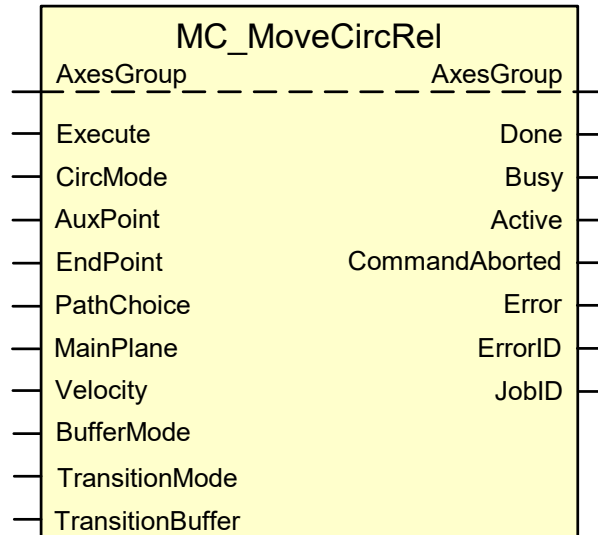 MC_MoveCircRel
AxesGroup AxesGroup
Execute Done
CircMode Busy
AuxPoint Active
EndPoint CommandAborted
PathChoice Error
MainPlane ErrorID
Velocity JobID
BufferMode
TransitionMode
TransitionBuffer